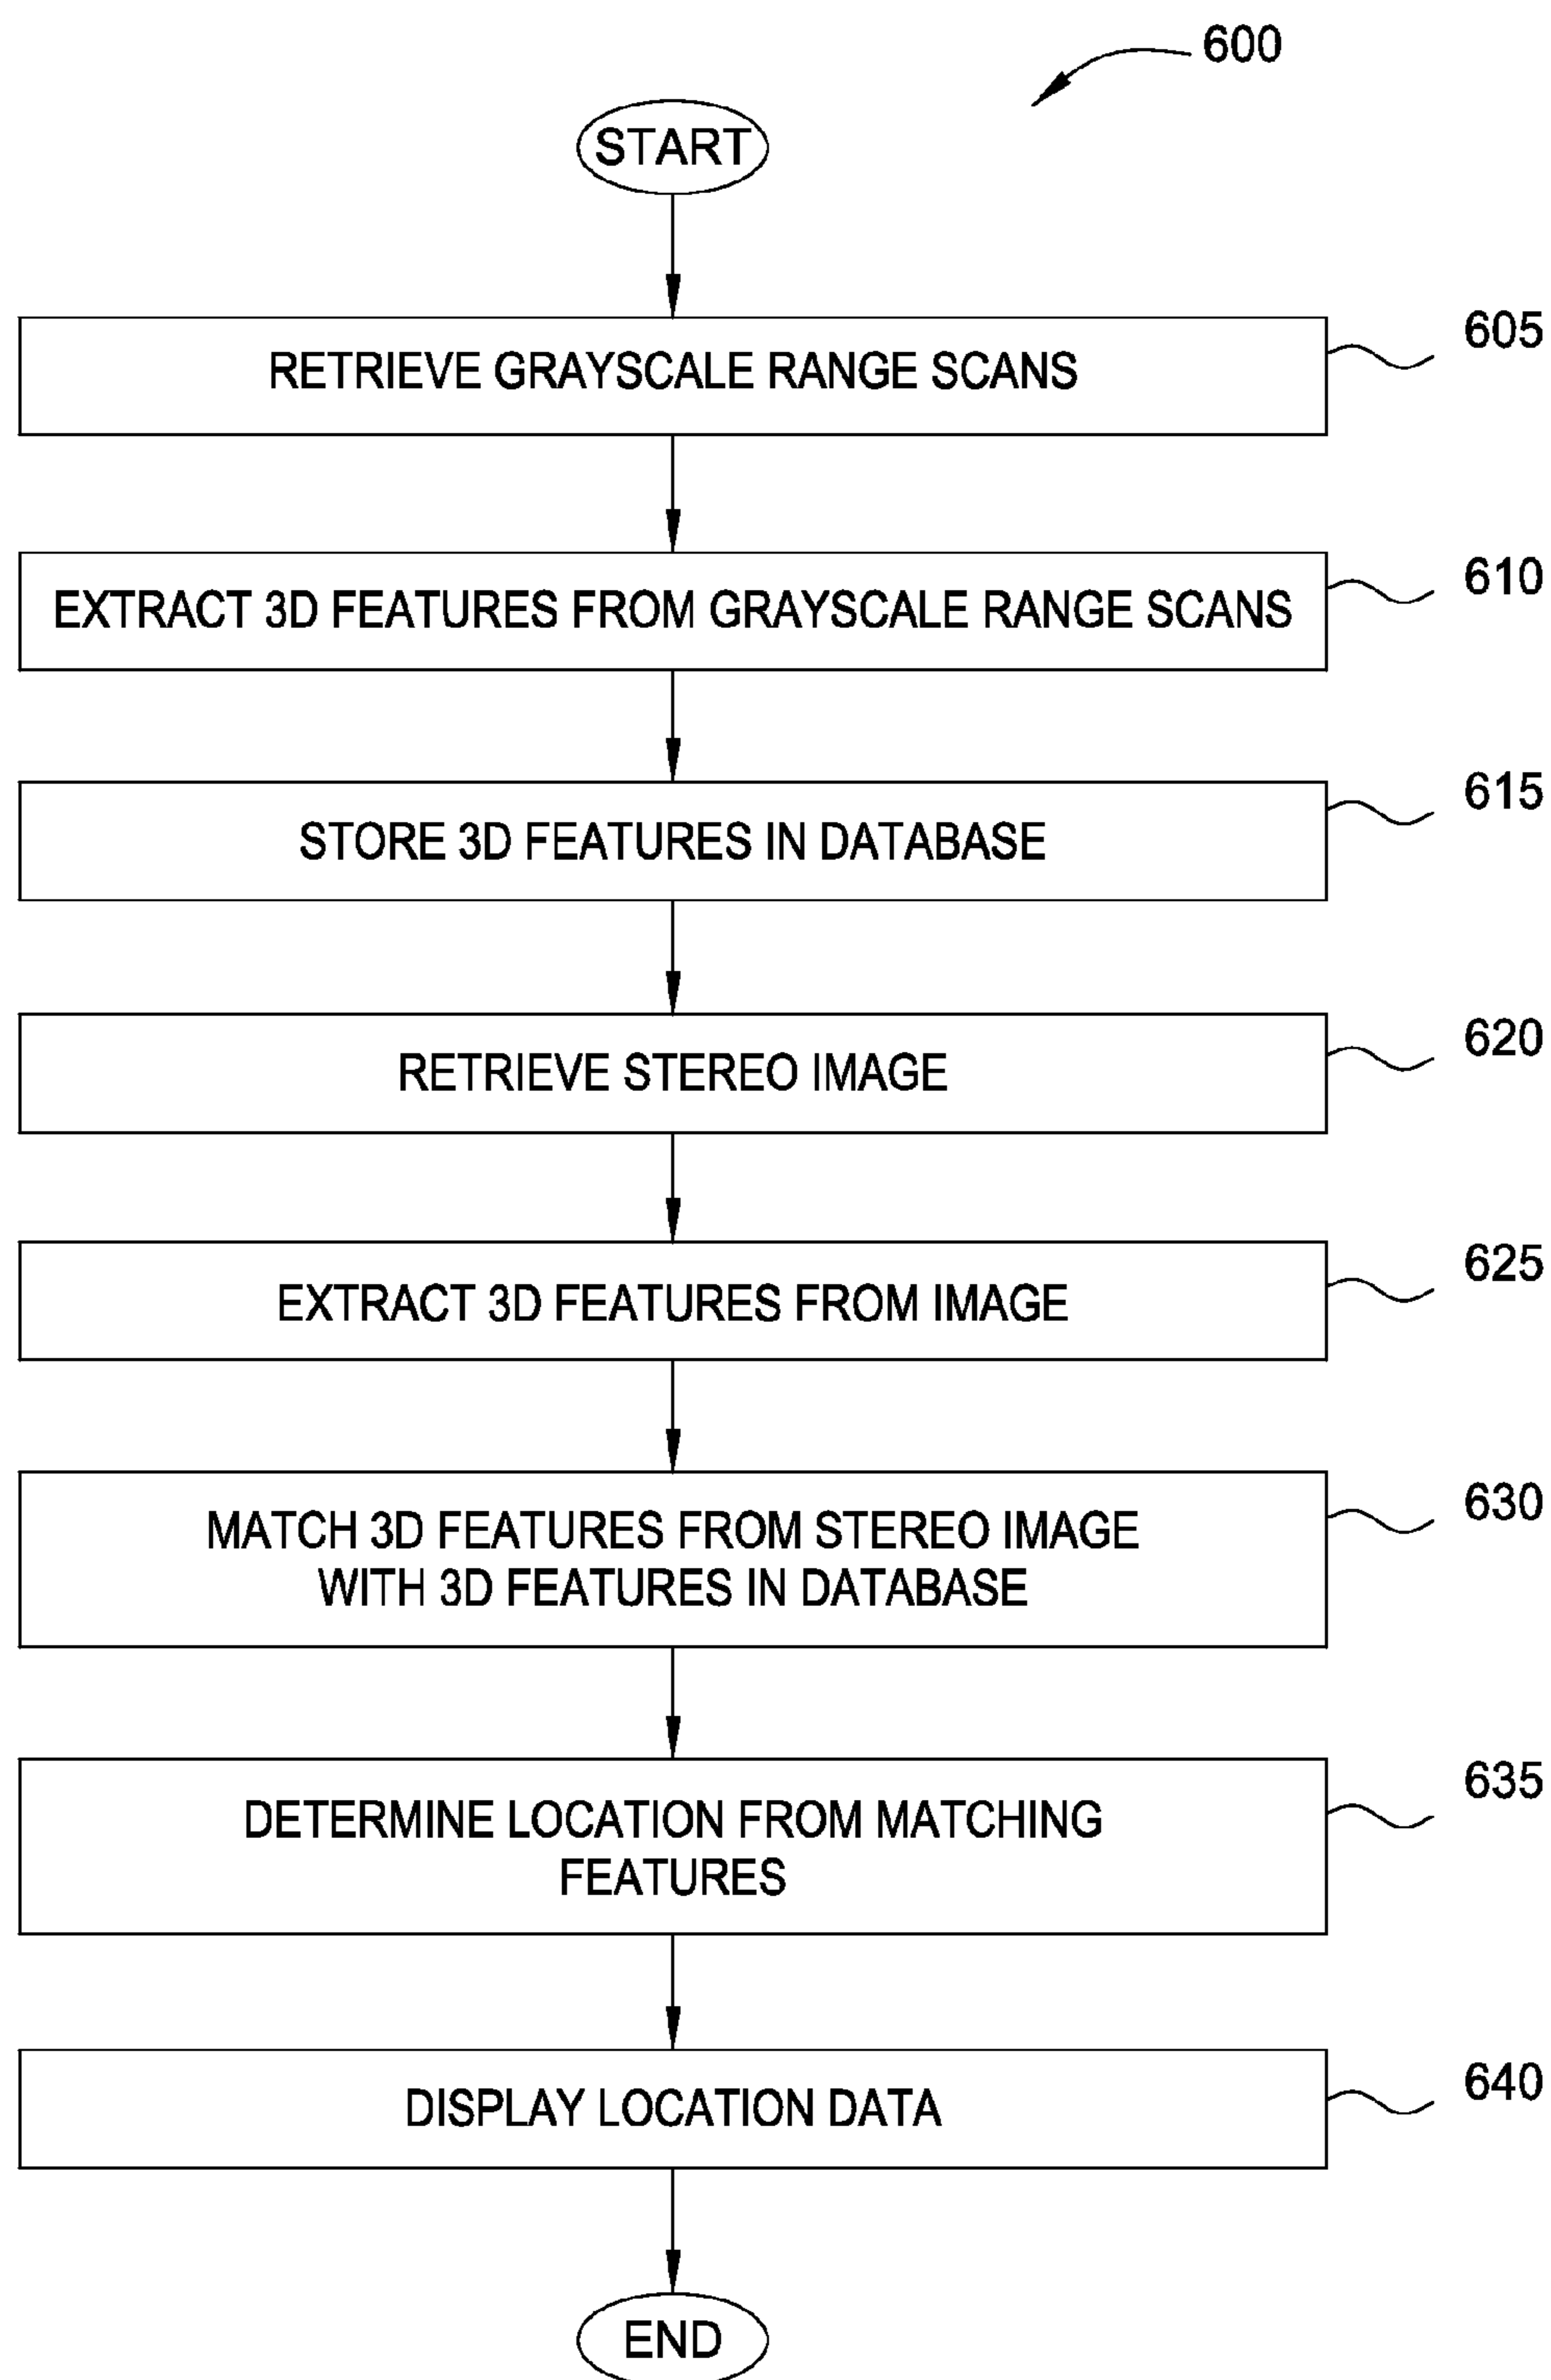 600
START
RETRIEVE GRAYSCALE RANGE SCANS
605
EXTRACT 3D FEATURES FROM GRAYSCALE RANGE SCANS
610
STORE 3D FEATURES IN DATABASE
615
RETRIEVE STEREO IMAGE
620
EXTRACT 3D FEATURES FROM IMAGE
625
MATCH 3D FEATURES FROM STEREO IMAGE
WITH 3D FEATURES IN DATABASE
630
DETERMINE LOCATION FROM MATCHING
FEATURES
635
DISPLAY LOCATION DATA
640
END